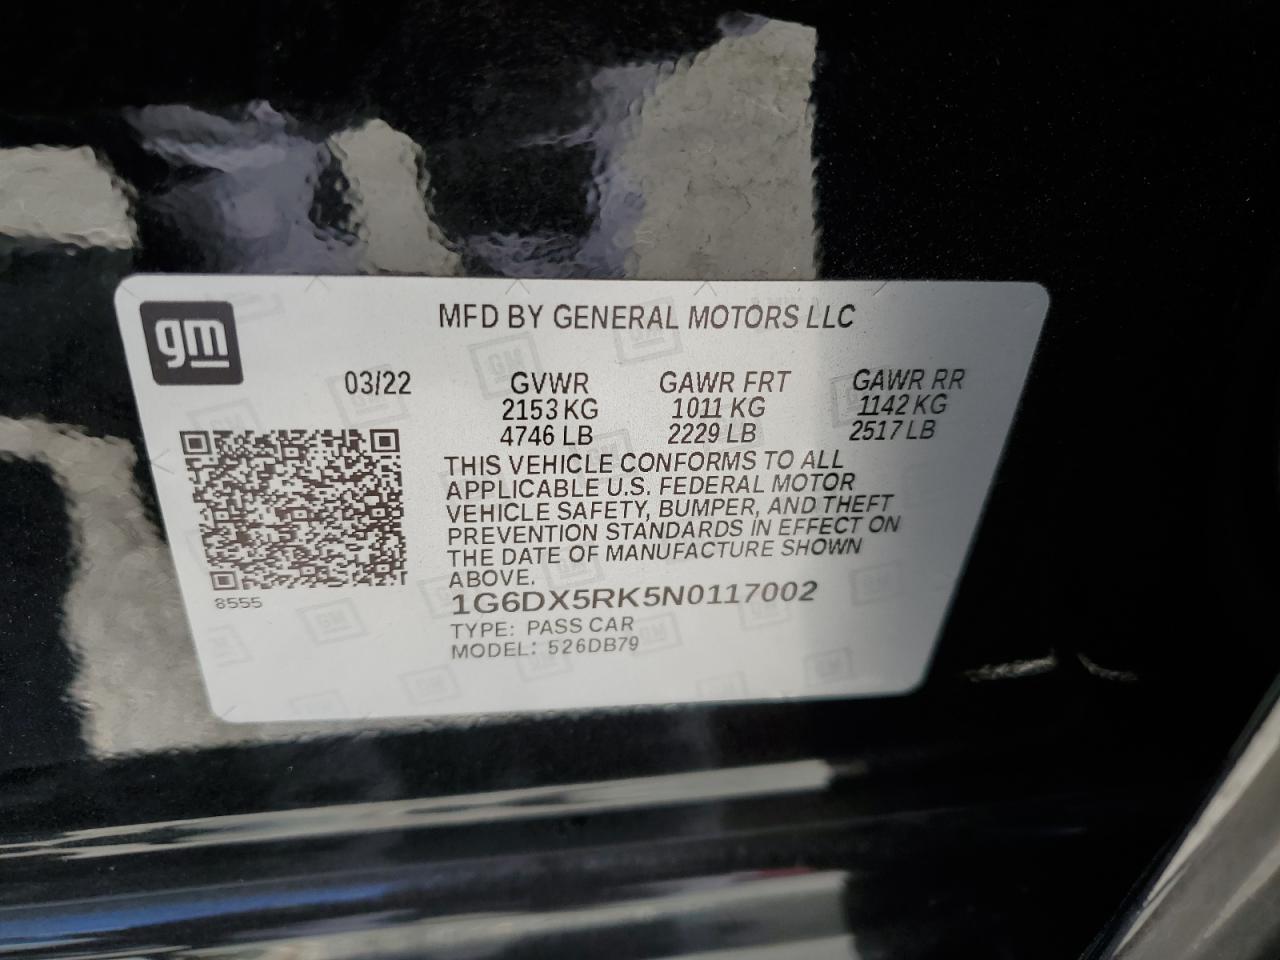 gm
MFD BY GENERAL MOTORS LLC
03/22 GVWR GAWR FRT GAWR RR
2153 KG 1011 KG 1142 KG
4746 LB 2229 LB 2517 LB
THIS VEHICLE CONFORMS TO ALL
APPLICABLE U.S. FEDERAL MOTOR
VEHICLE SAFETY, BUMPER, AND THEFT
PREVENTION STANDARDS IN EFFECT ON
THE DATE OF MANUFACTURE SHOWN
ABOVE.
8555
1G6DX5RK5N0117002
TYPE: PASS CAR
MODEL: 526DB79